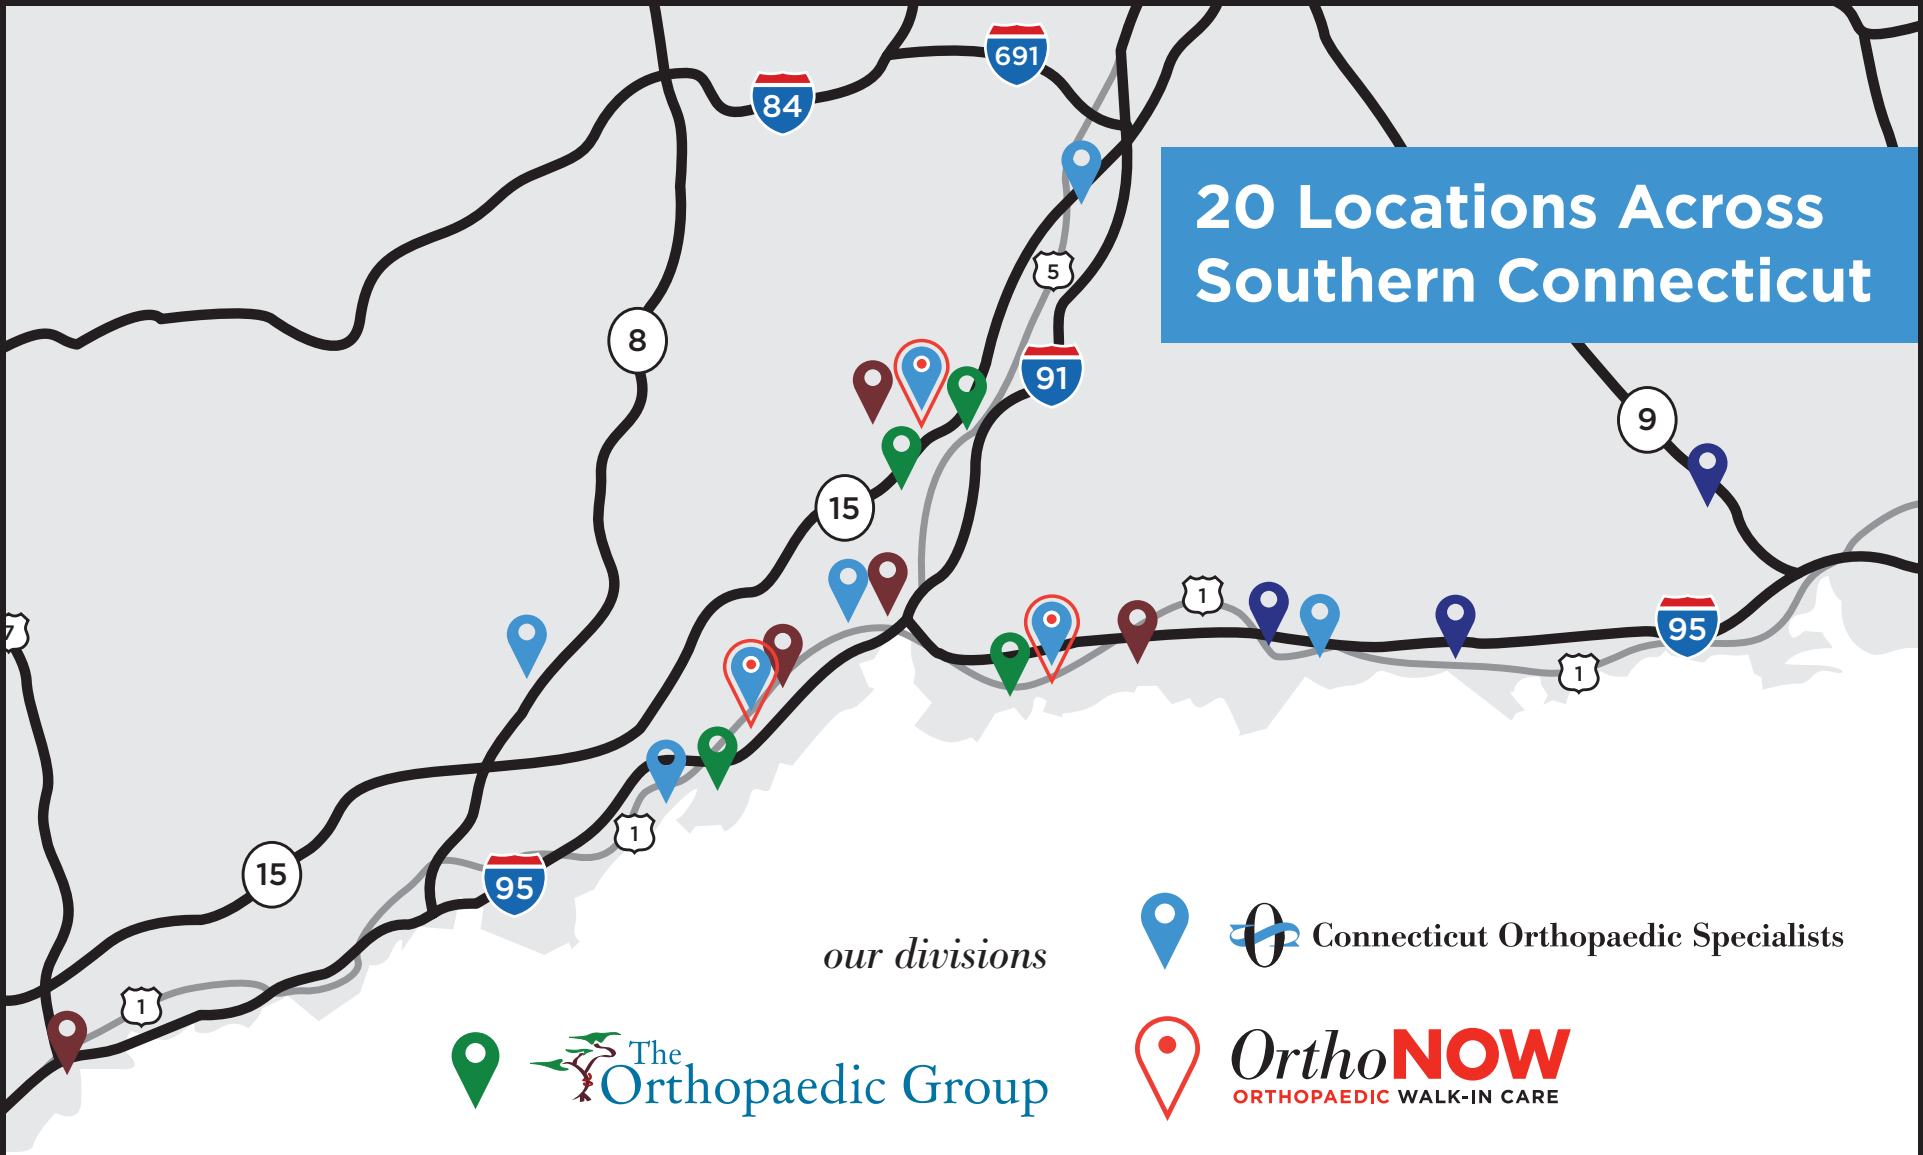 691
84
20 Locations Across
Southern Connecticut
5
8
91
9
15
1
7
95
1
1
15
95
1
our divisions
Connecticut Orthopaedic Specialists
The
Orthopaedic Group
OrthoNOW
ORTHOPAEDIC WALK-IN CARE